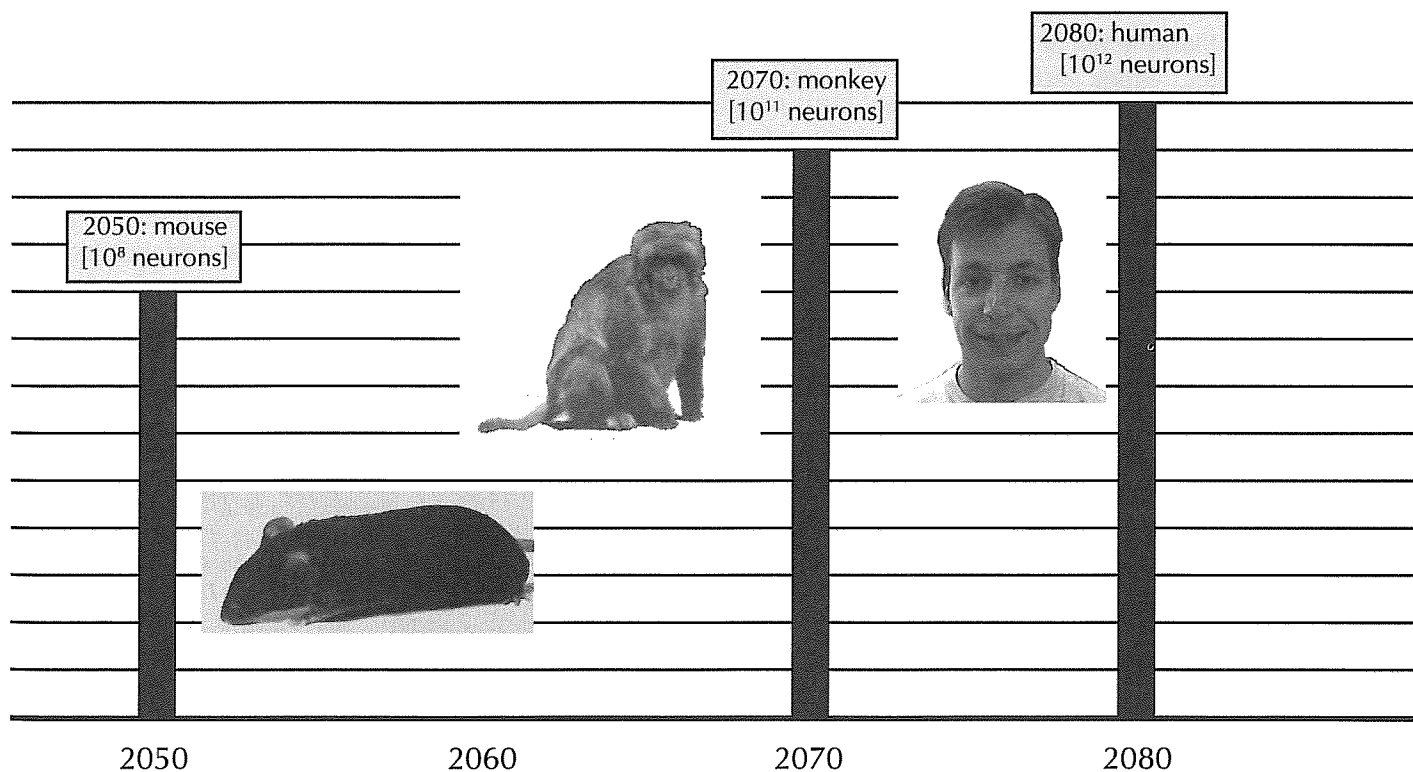 2080: human
[10¹² neurons]
2070: monkey
[10¹¹ neurons]
2050: mouse
[10⁸ neurons]
2050 2060 2070 2080